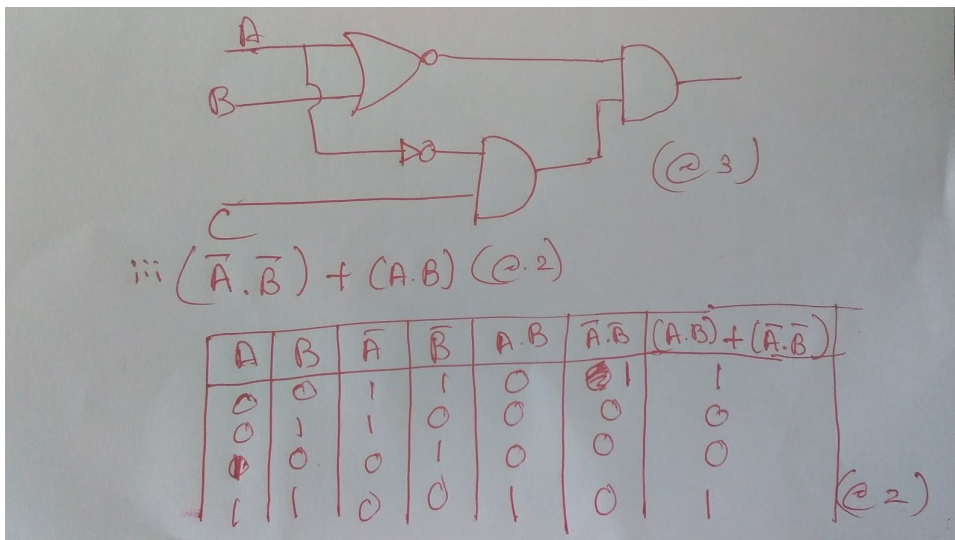 A
B
(@ 3)
C
iii (A̅.B̅) + (A.B) (@.2)
A B A̅ B̅ A.B A̅.B̅ (A.B) + (A̅.B̅)
0 0 1 1 0 1 1
0 1 1 0 0 0 0
1 0 0 1 0 0 0
1 1 0 0 1 0 1
(@ 2)